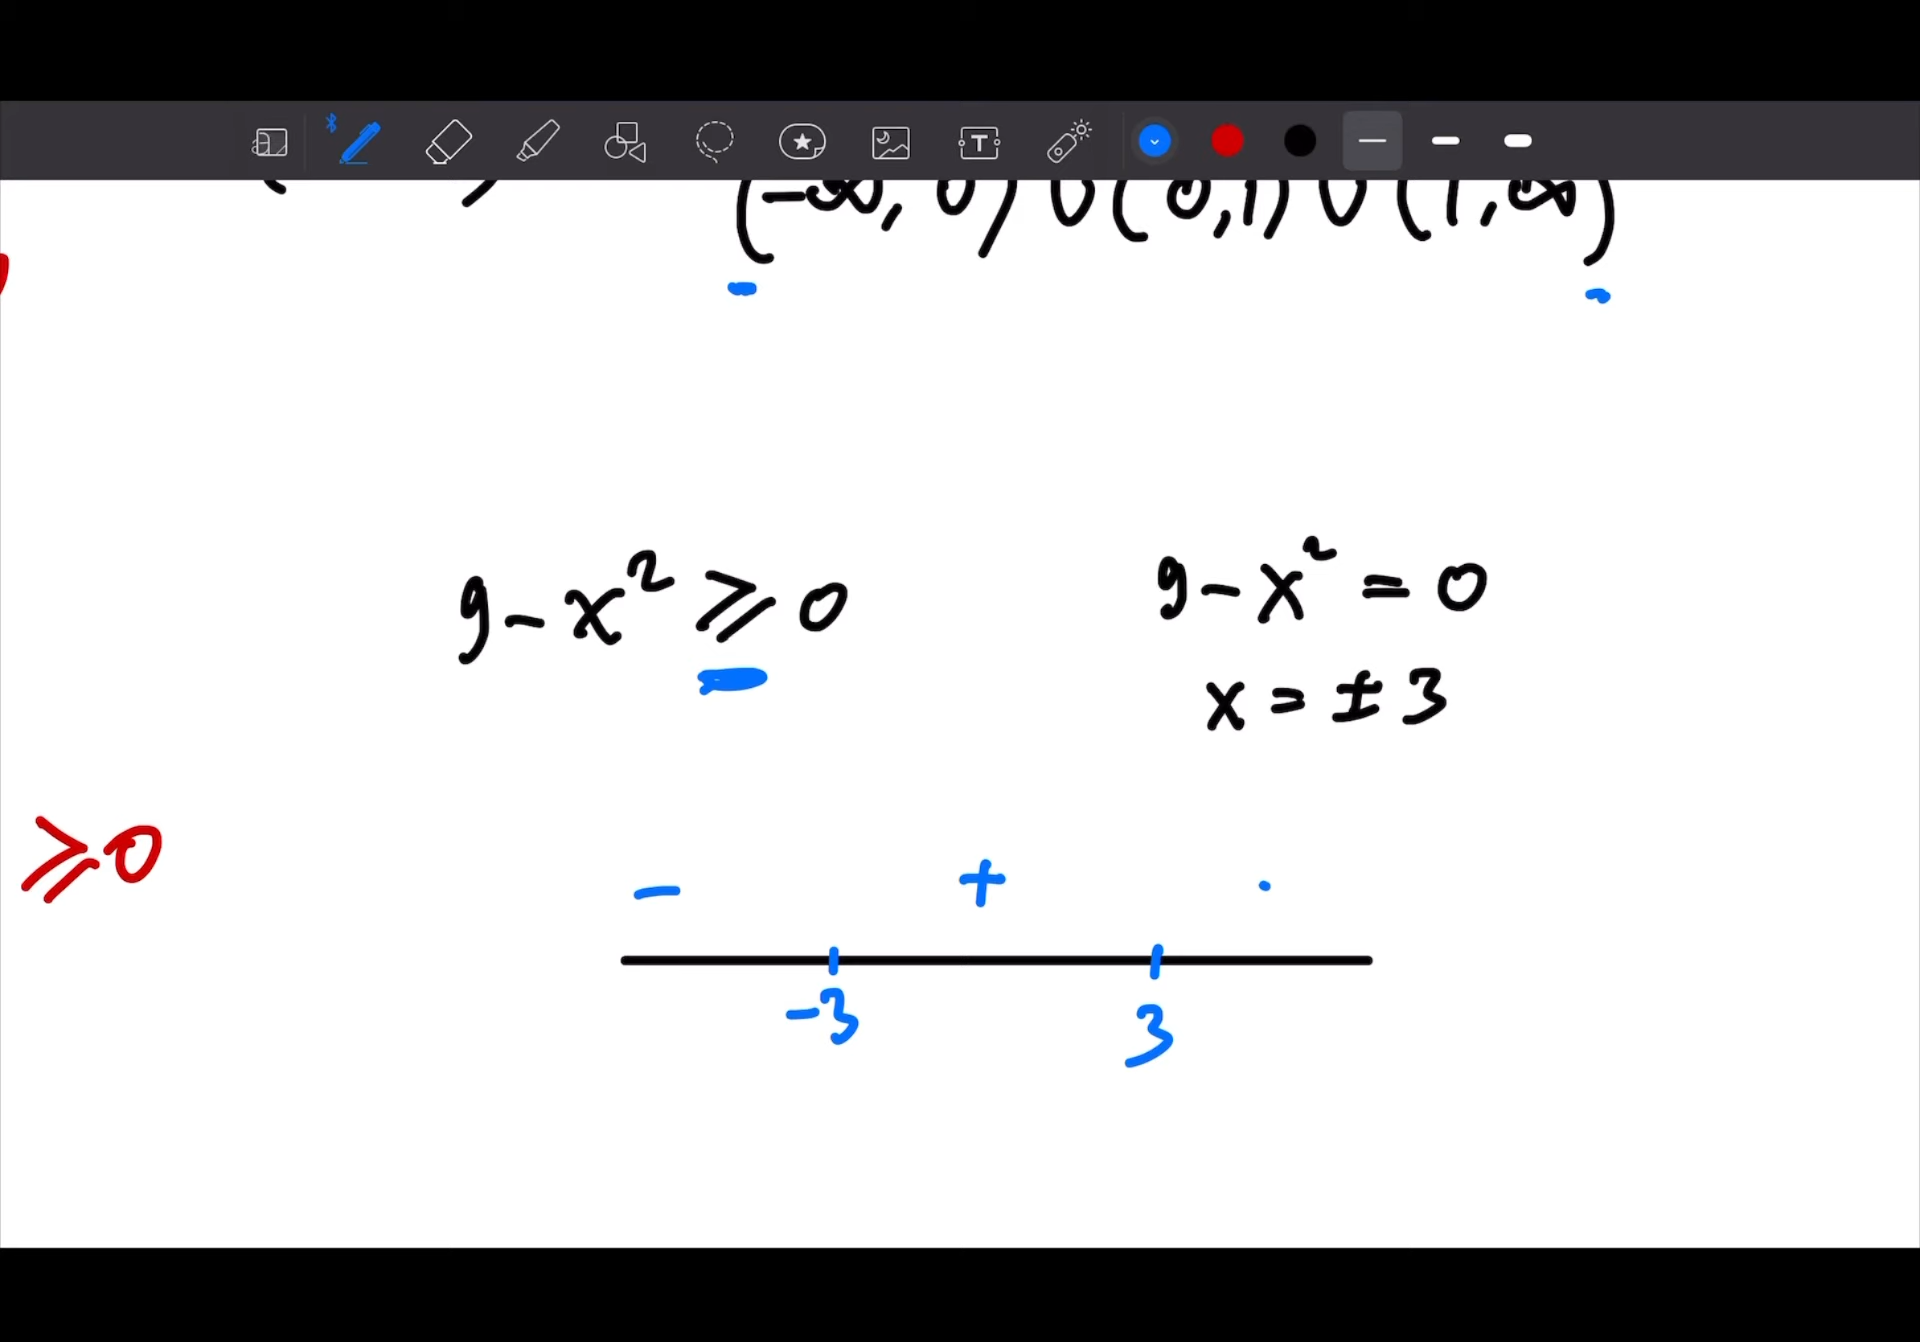 (-∞, 0) ∪ (0,1) ∪ (1,∞)
9-x² ≥ 0
9-x² = 0
x = ± 3
≥0
- + ·
-3 3